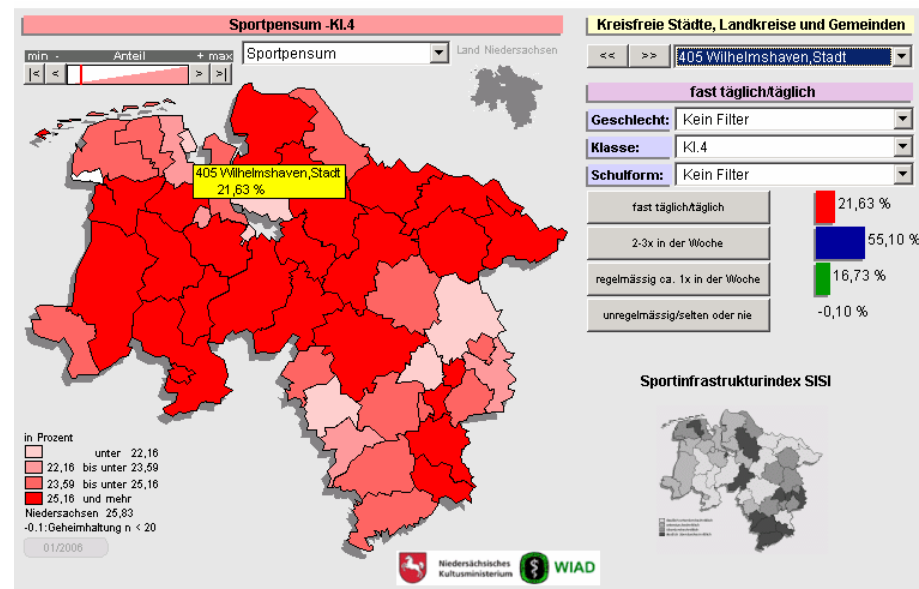 Sportpensum -Kl.4
min - Anteil + max
Sportpensum
Land Niedersachsen
|< < > >|
405 Wilhelmshaven,Stadt
21,63 %
in Prozent
unter 22,16
22,16 bis unter 23,59
23,59 bis unter 25,16
25,16 und mehr
Niedersachsen 25,83
-0.1:Geheimhaltung n < 20
01/2006
Kreisfreie Städte, Landkreise und Gemeinden
<< >> 405 Wilhelmshaven,Stadt
fast täglich/täglich
Geschlecht: Kein Filter
Klasse: Kl.4
Schulform: Kein Filter
fast täglich/täglich 21,63 %
2-3x in der Woche 55,10 %
regelmässig ca. 1x in der Woche 16,73 %
unregelmässig/selten oder nie -0,10 %
Sportinfrastrukturindex SISI
Niedersächsisches
Kultusministerium
WIAD